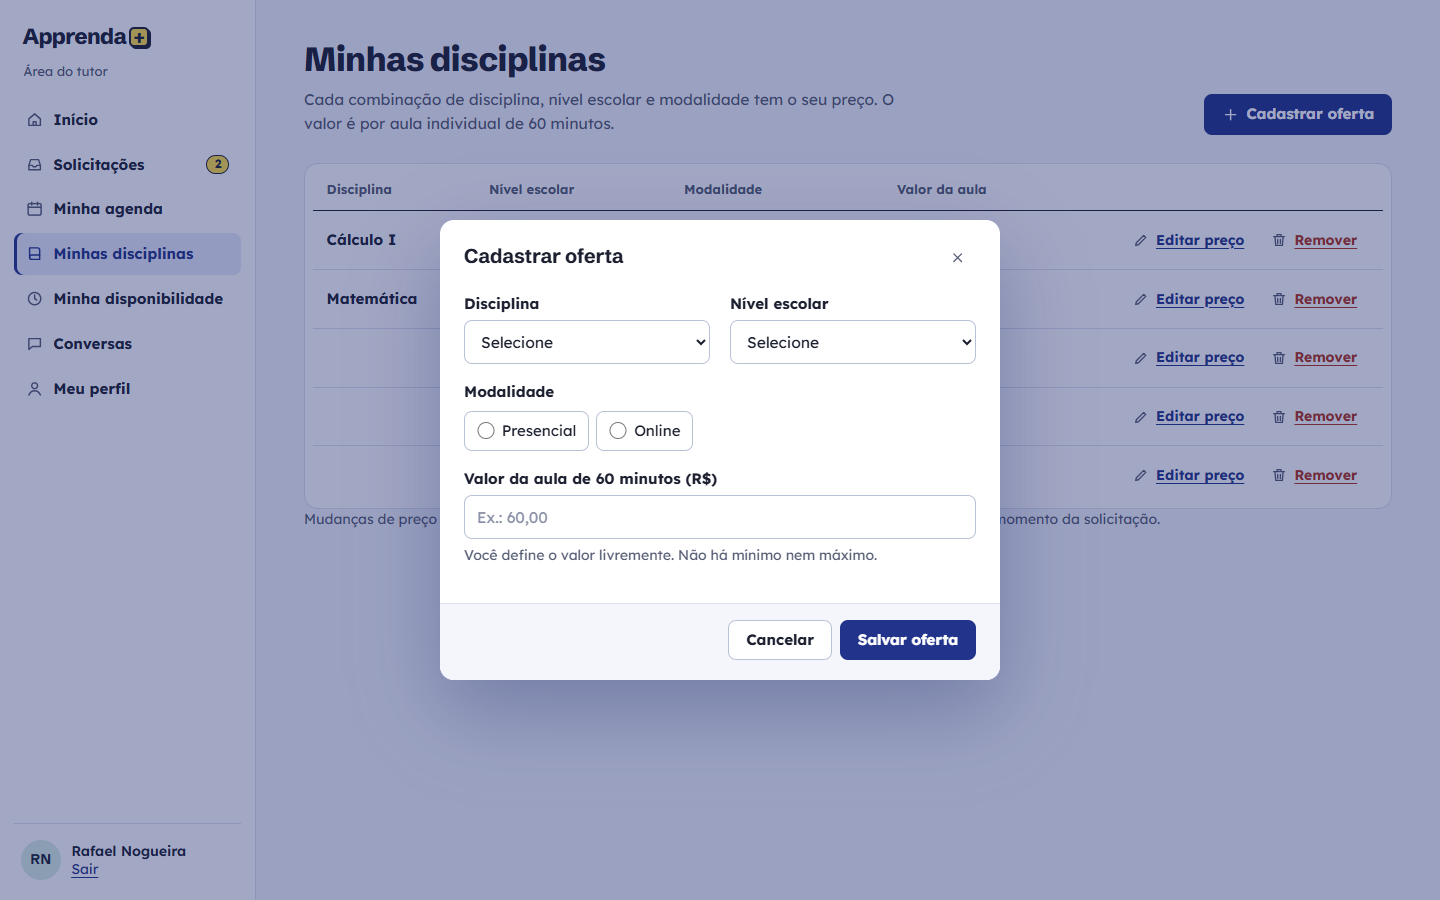 Apprenda+
Área do tutor
Início
Solicitações 2
Minha agenda
Minhas disciplinas
Minha disponibilidade
Conversas
Meu perfil
RN
Rafael Nogueira
Sair
Minhas disciplinas
Cada combinação de disciplina, nível escolar e modalidade tem o seu preço. O
valor é por aula individual de 60 minutos.
+ Cadastrar oferta
Disciplina Nível escolar Modalidade Valor da aula
Cálculo I Editar preço Remover
Matemática Editar preço Remover
Editar preço Remover
Editar preço Remover
Editar preço Remover
Mudanças de preço momento da solicitação.
Cadastrar oferta
Disciplina Nível escolar
Selecione Selecione
Modalidade
Presencial Online
Valor da aula de 60 minutos (R$)
Ex.: 60,00
Você define o valor livremente. Não há mínimo nem máximo.
Cancelar Salvar oferta